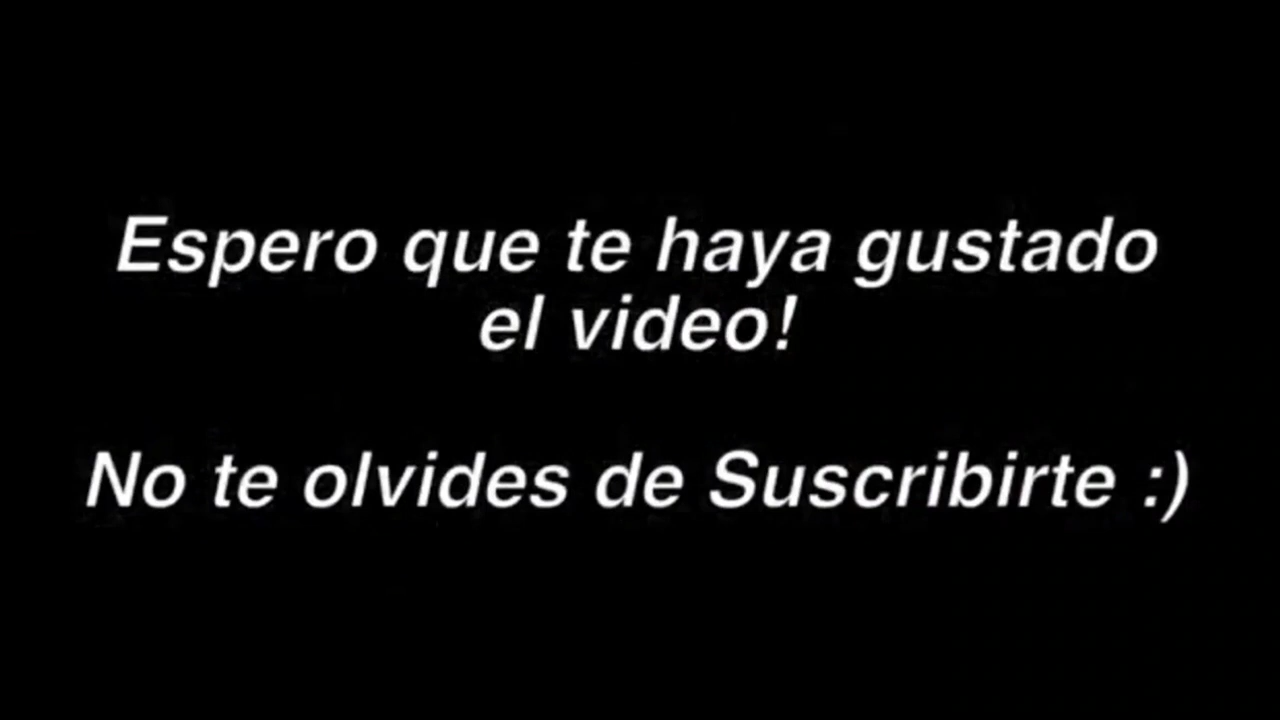 Espero que te haya gustado
el video!
No te olvides de Suscribirte :)